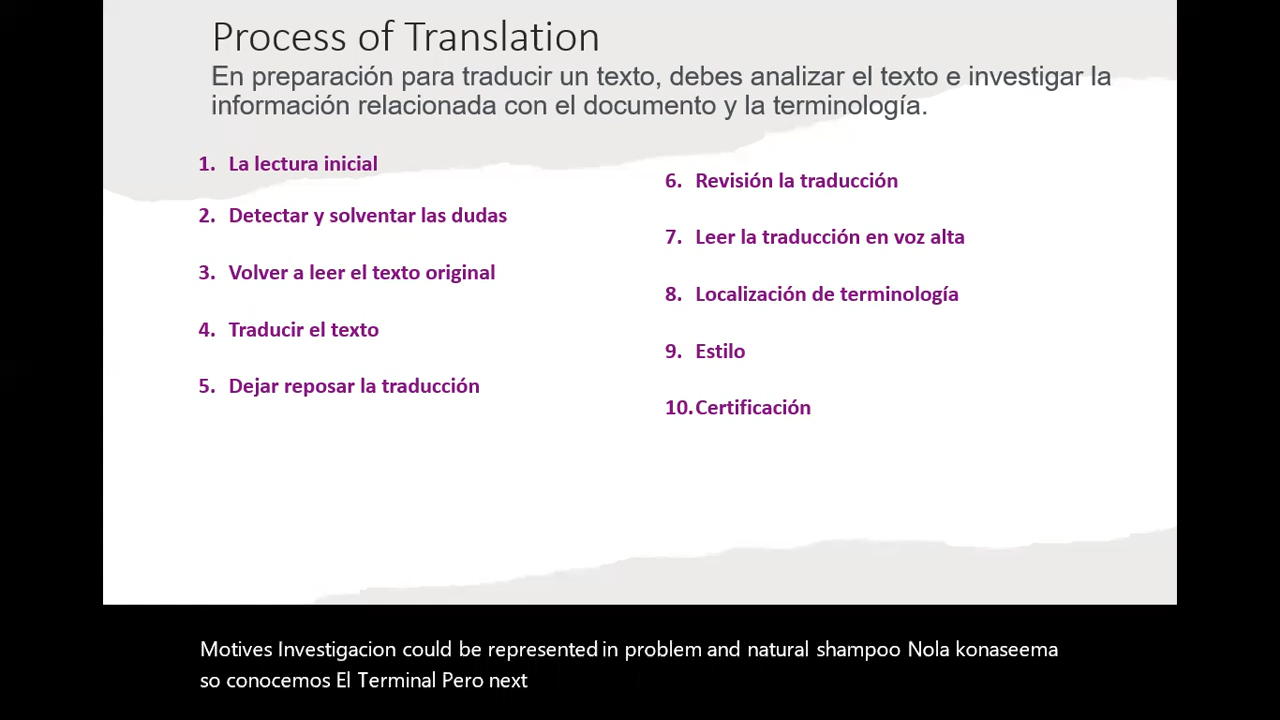 Process of Translation
En preparación para traducir un texto, debes analizar el texto e investigar la
información relacionada con el documento y la terminología.
1. La lectura inicial
2. Detectar y solventar las dudas
3. Volver a leer el texto original
4. Traducir el texto
5. Dejar reposar la traducción
6. Revisión la traducción
7. Leer la traducción en voz alta
8. Localización de terminología
9. Estilo
10. Certificación
Motives Investigacion could be represented in problem and natural shampoo Nola konaseema
so conocemos El Terminal Pero next